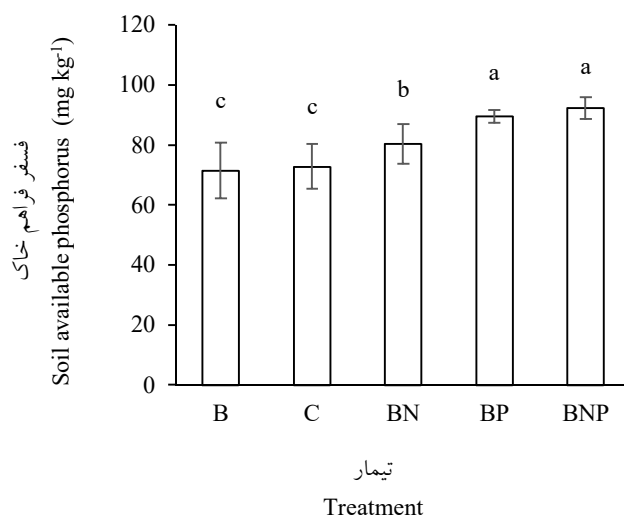 فسفر فراهم خاک
Soil available phosphorus (mg kg-1)
120
100
80
60
40
20
0
c
c
b
a
a
B
C
BN
BP
BNP
تیمار
Treatment